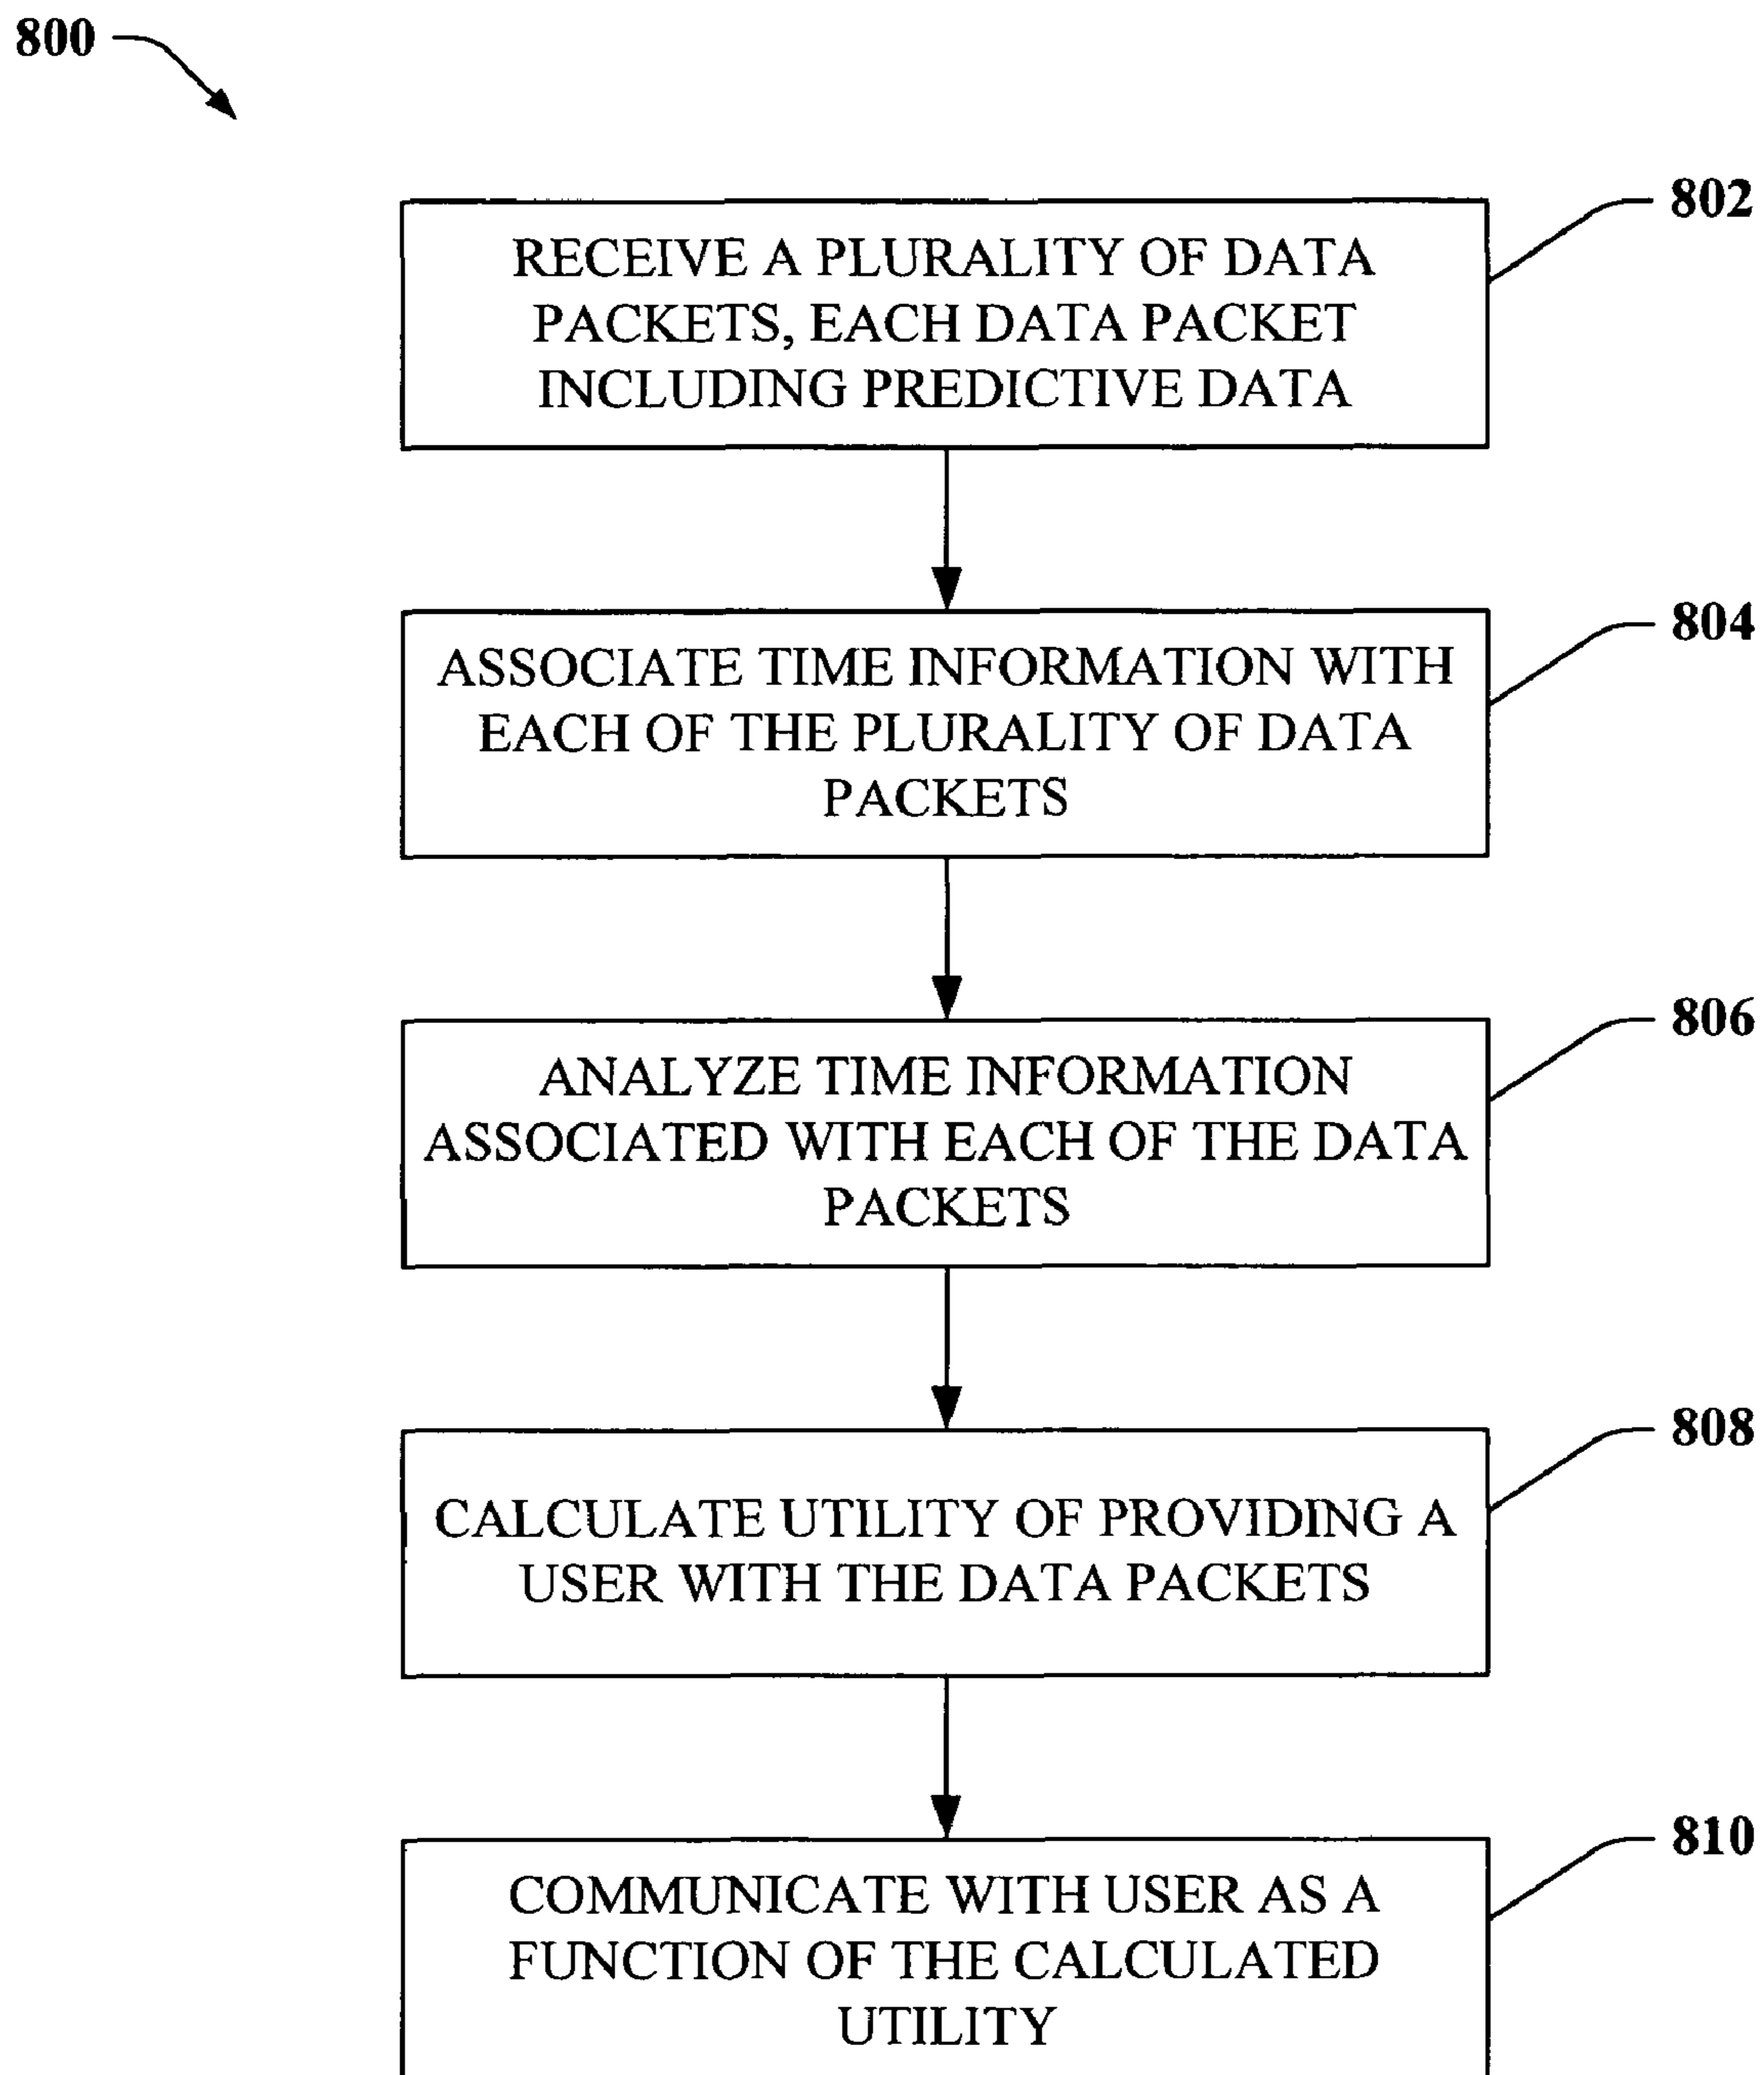 800
802
RECEIVE A PLURALITY OF DATA
PACKETS, EACH DATA PACKET
INCLUDING PREDICTIVE DATA
804
ASSOCIATE TIME INFORMATION WITH
EACH OF THE PLURALITY OF DATA
PACKETS
806
ANALYZE TIME INFORMATION
ASSOCIATED WITH EACH OF THE DATA
PACKETS
808
CALCULATE UTILITY OF PROVIDING A
USER WITH THE DATA PACKETS
810
COMMUNICATE WITH USER AS A
FUNCTION OF THE CALCULATED
UTILITY